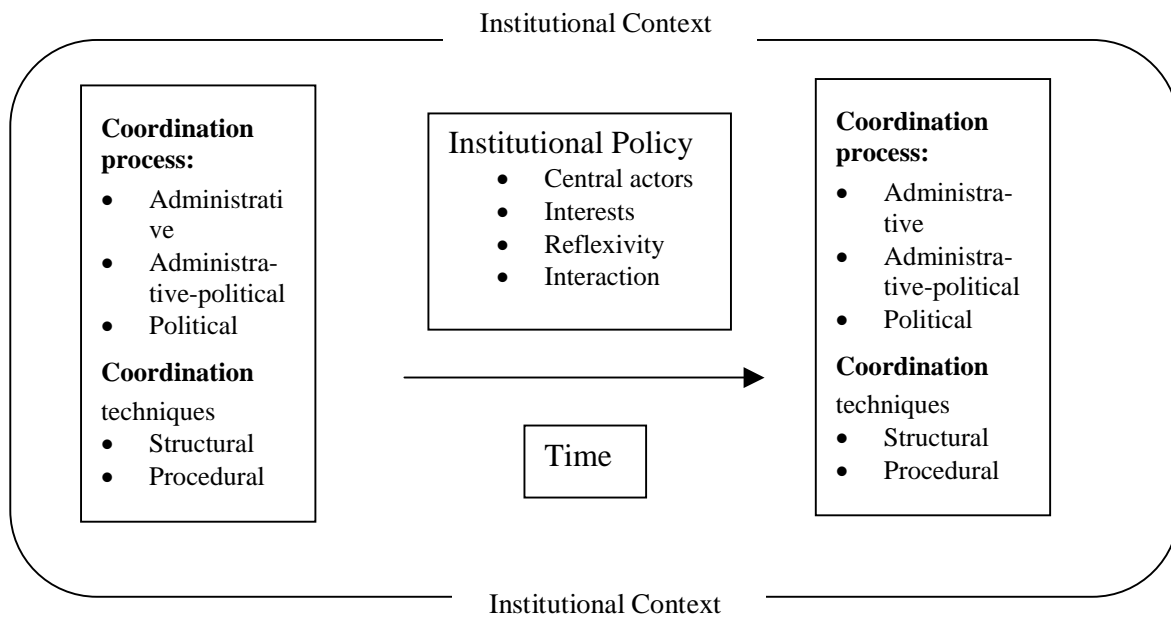 Institutional Context
Coordination
process:
• Administrati
ve
• Administra-
tive-political
• Political
Coordination
techniques
• Structural
• Procedural
Institutional Policy
• Central actors
• Interests
• Reflexivity
• Interaction
Time
Coordination
process:
• Administra-
tive
• Administra-
tive-political
• Political
Coordination
techniques
• Structural
• Procedural
Institutional Context